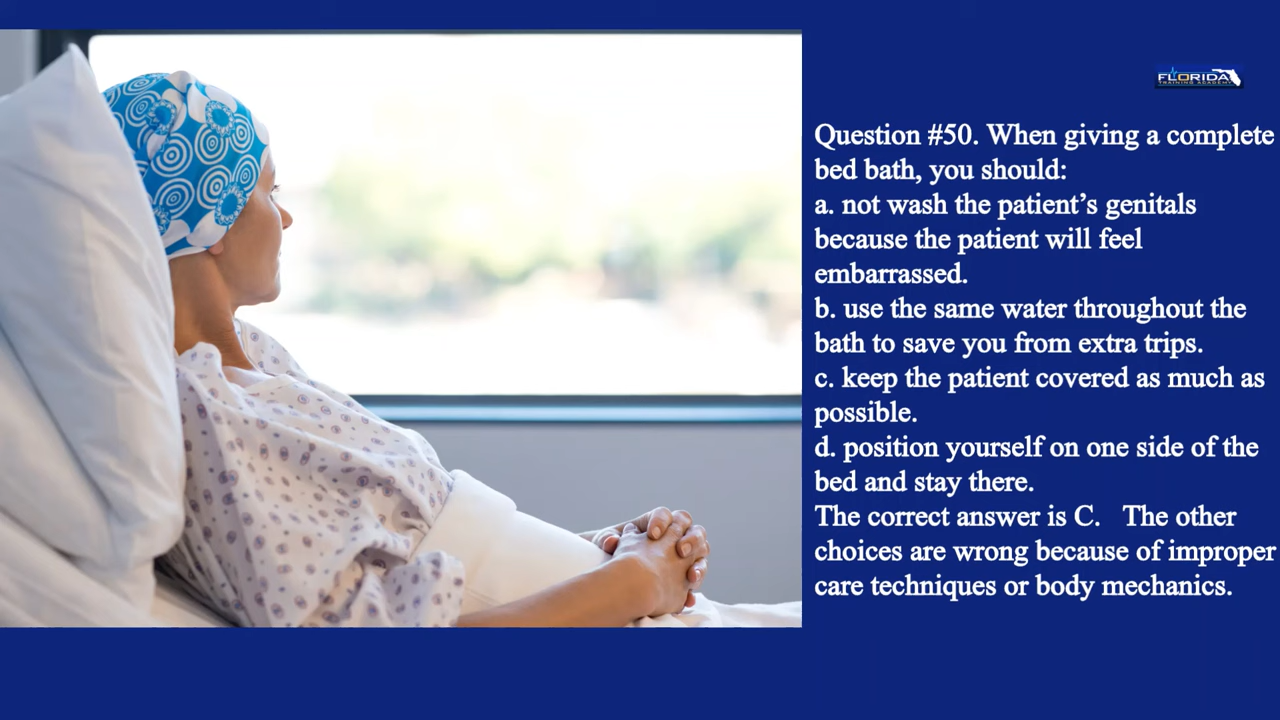 FLORIDA
TRAINING ACADEMY
Question #50. When giving a complete
bed bath, you should:
a. not wash the patient’s genitals
because the patient will feel
embarrassed.
b. use the same water throughout the
bath to save you from extra trips.
c. keep the patient covered as much as
possible.
d. position yourself on one side of the
bed and stay there.
The correct answer is C.   The other
choices are wrong because of improper
care techniques or body mechanics.